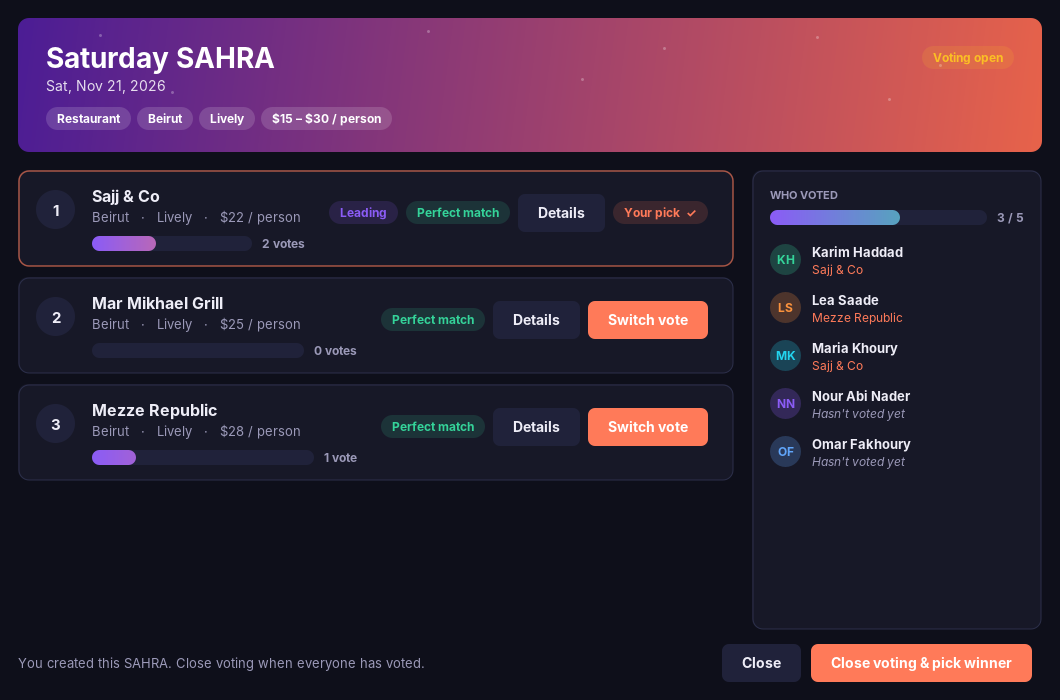 Saturday SAHRA
Sat, Nov 21, 2026
Voting open
Restaurant Beirut Lively $15 – $30 / person
1
Sajj & Co
Beirut · Lively · $22 / person
2 votes
Leading Perfect match Details Your pick ✓
2
Mar Mikhael Grill
Beirut · Lively · $25 / person
0 votes
Perfect match Details Switch vote
3
Mezze Republic
Beirut · Lively · $28 / person
1 vote
Perfect match Details Switch vote
WHO VOTED
3 / 5
KH Karim Haddad
Sajj & Co
LS Lea Saade
Mezze Republic
MK Maria Khoury
Sajj & Co
NN Nour Abi Nader
Hasn't voted yet
OF Omar Fakhoury
Hasn't voted yet
You created this SAHRA. Close voting when everyone has voted.
Close Close voting & pick winner